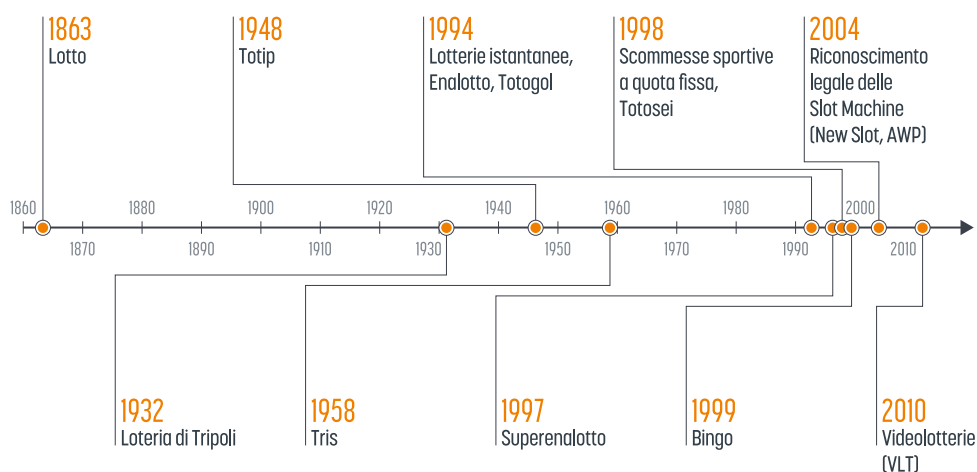 1863
Lotto
1948
Totip
1994
Lotterie istantanee,
Enalotto, Totogol
1998
Scommesse sportive
a quota fissa,
Totosei
2004
Riconoscimento
legale delle
Slot Machine
(New Slot, AWP)
1860
1880
1900
1920
1940
1960
1980
2000
1870
1890
1910
1930
1950
1970
1990
2010
1932
Loteria di Tripoli
1958
Tris
1997
Superenalotto
1999
Bingo
2010
Videolotterie
(VLT)